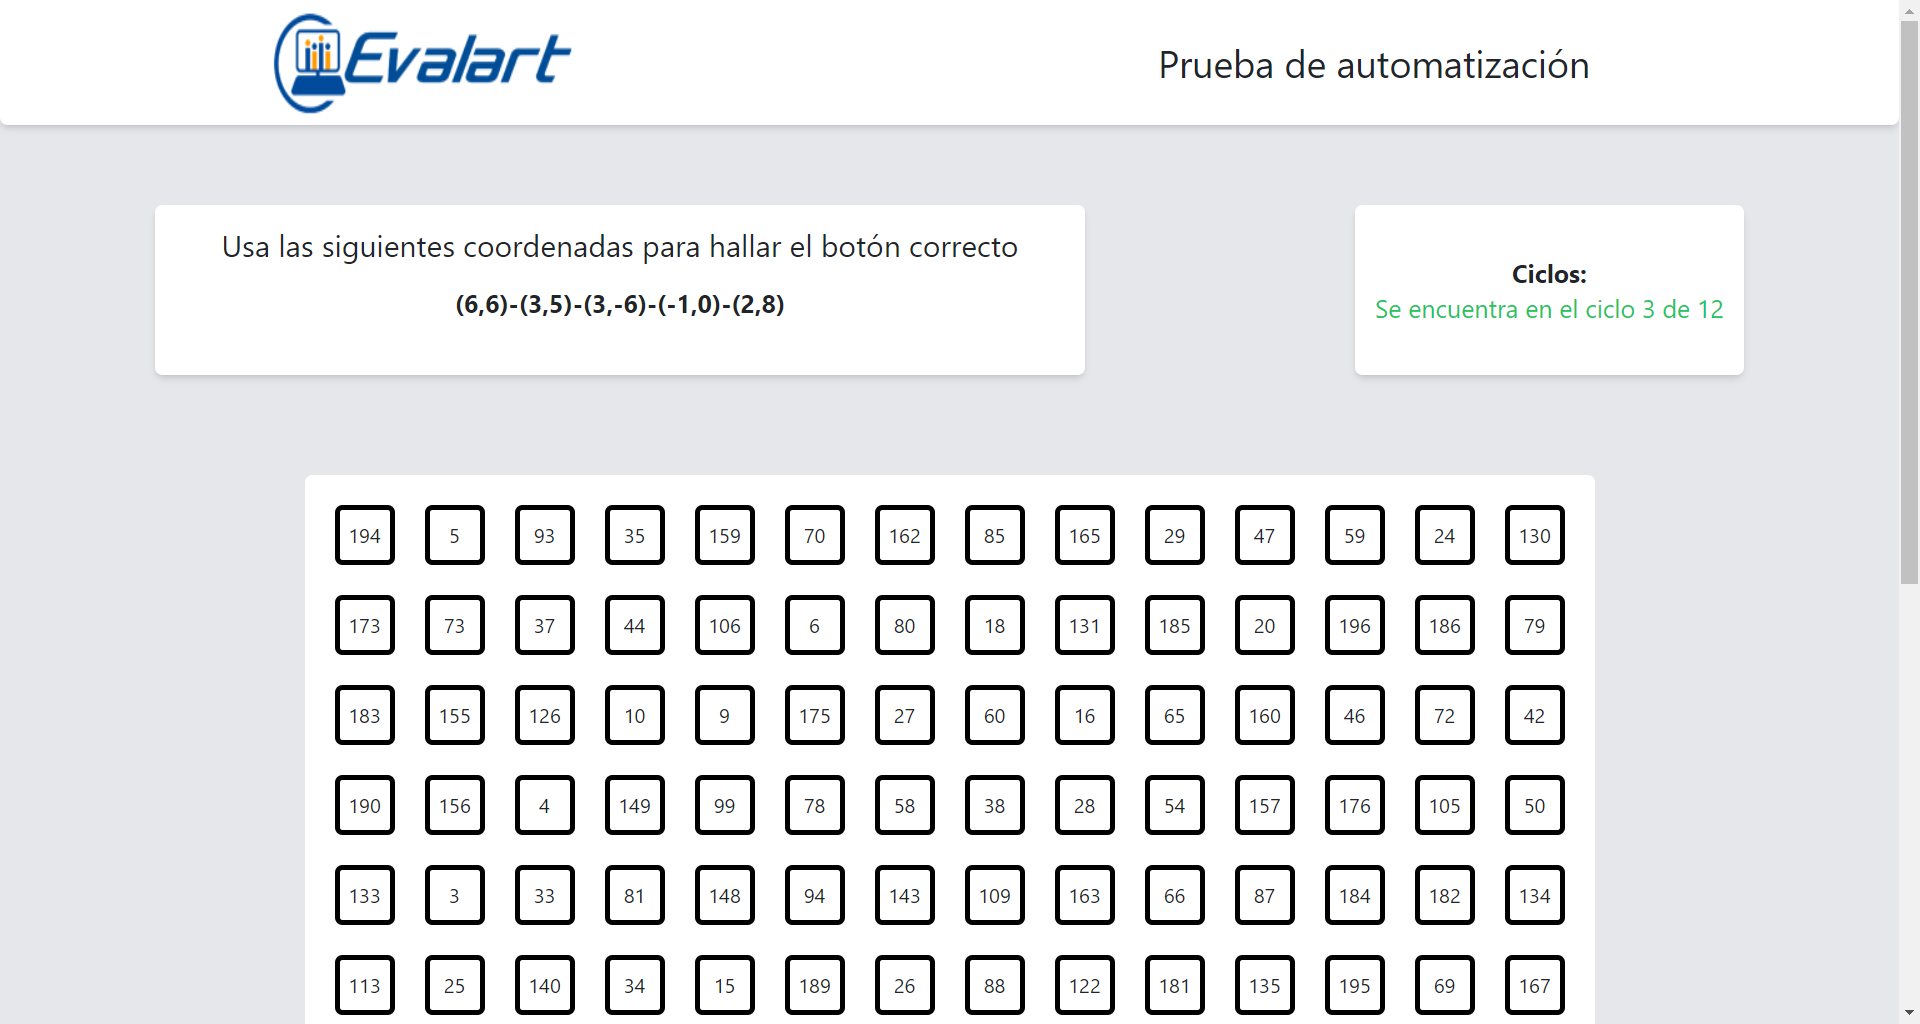 Evalart
Prueba de automatización
Usa las siguientes coordenadas para hallar el botón correcto
(6,6)-(3,5)-(3,-6)-(-1,0)-(2,8)
Ciclos:
Se encuentra en el ciclo 3 de 12
194 5 93 35 159 70 162 85 165 29 47 59 24 130
173 73 37 44 106 6 80 18 131 185 20 196 186 79
183 155 126 10 9 175 27 60 16 65 160 46 72 42
190 156 4 149 99 78 58 38 28 54 157 176 105 50
133 3 33 81 148 94 143 109 163 66 87 184 182 134
113 25 140 34 15 189 26 88 122 181 135 195 69 167